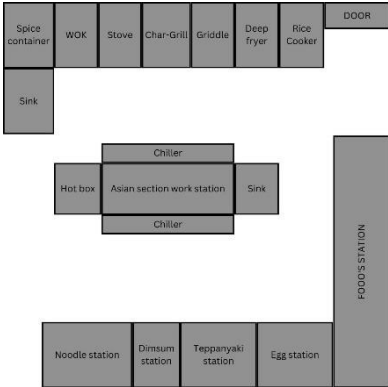 DOOR
Spice
container
WOK
Stove
Char-Grill
Griddle
Deep
fryer
Rice
Cooker
Sink
Chiller
Hot box
Asian section work station
Sink
Chiller
FOOO'S STATION
Noodle station
Dimsum
station
Teppanyaki
station
Egg station